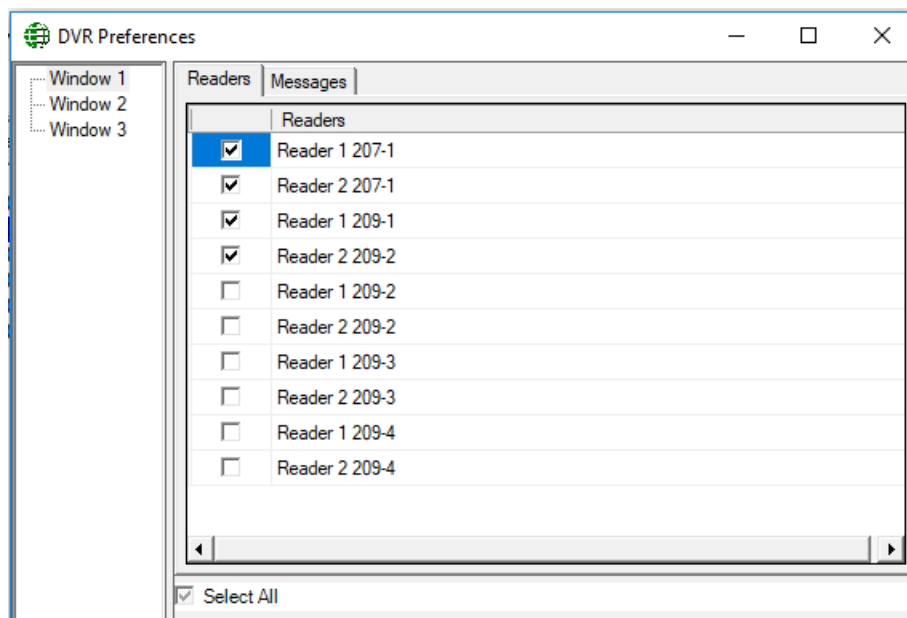 DVR Preferences
Window 1
Window 2
Window 3
Readers Messages
Readers
Reader 1 207-1
Reader 2 207-1
Reader 1 209-1
Reader 2 209-2
Reader 1 209-2
Reader 2 209-2
Reader 1 209-3
Reader 2 209-3
Reader 1 209-4
Reader 2 209-4
Select All